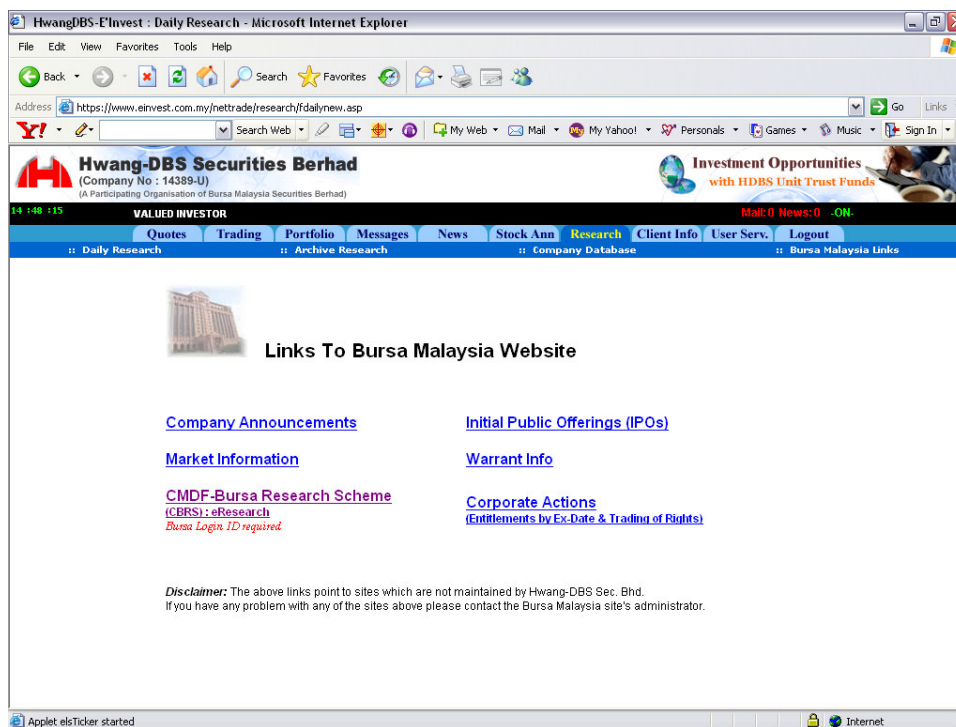 HwangDBS-E'Invest : Daily Research - Microsoft Internet Explorer
File Edit View Favorites Tools Help
Back Search Favorites
Address https://www.einvest.com.my/nettrade/research/fdailynew.asp Go Links
Y! Search Web My Web Mail My Yahoo! Personals Games Music Sign In
Hwang-DBS Securities Berhad
(Company No : 14389-U)
(A Participating Organisation of Bursa Malaysia Securities Berhad)
Investment Opportunities
with HDBS Unit Trust Funds
14 :48 :15 VALUED INVESTOR Mail:0 News:0 -ON-
Quotes Trading Portfolio Messages News Stock Ann Research Client Info User Serv. Logout
:: Daily Research :: Archive Research :: Company Database :: Bursa Malaysia Links
Links To Bursa Malaysia Website
Company Announcements Initial Public Offerings (IPOs)
Market Information Warrant Info
CMDF-Bursa Research Scheme
(CBRS) : eResearch
Bursa Login ID required
Corporate Actions
(Entitlements by Ex-Date & Trading of Rights)
Disclaimer: The above links point to sites which are not maintained by Hwang-DBS Sec. Bhd.
If you have any problem with any of the sites above please contact the Bursa Malaysia site's administrator.
Applet elsTicker started Internet